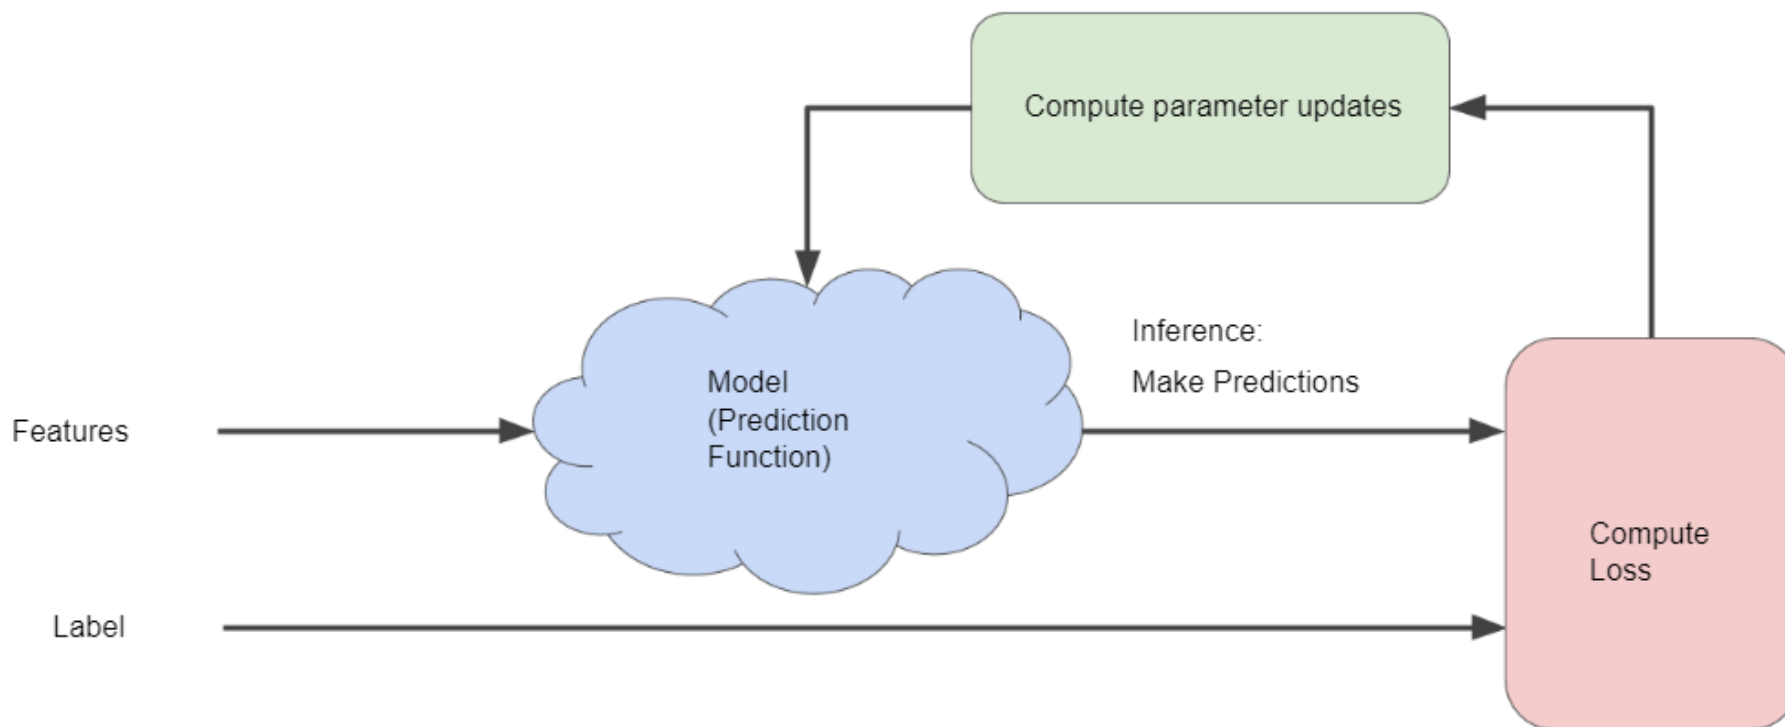 Compute parameter updates
Inference:
Make Predictions
Model
(Prediction
Function)
Features
Compute
Loss
Label